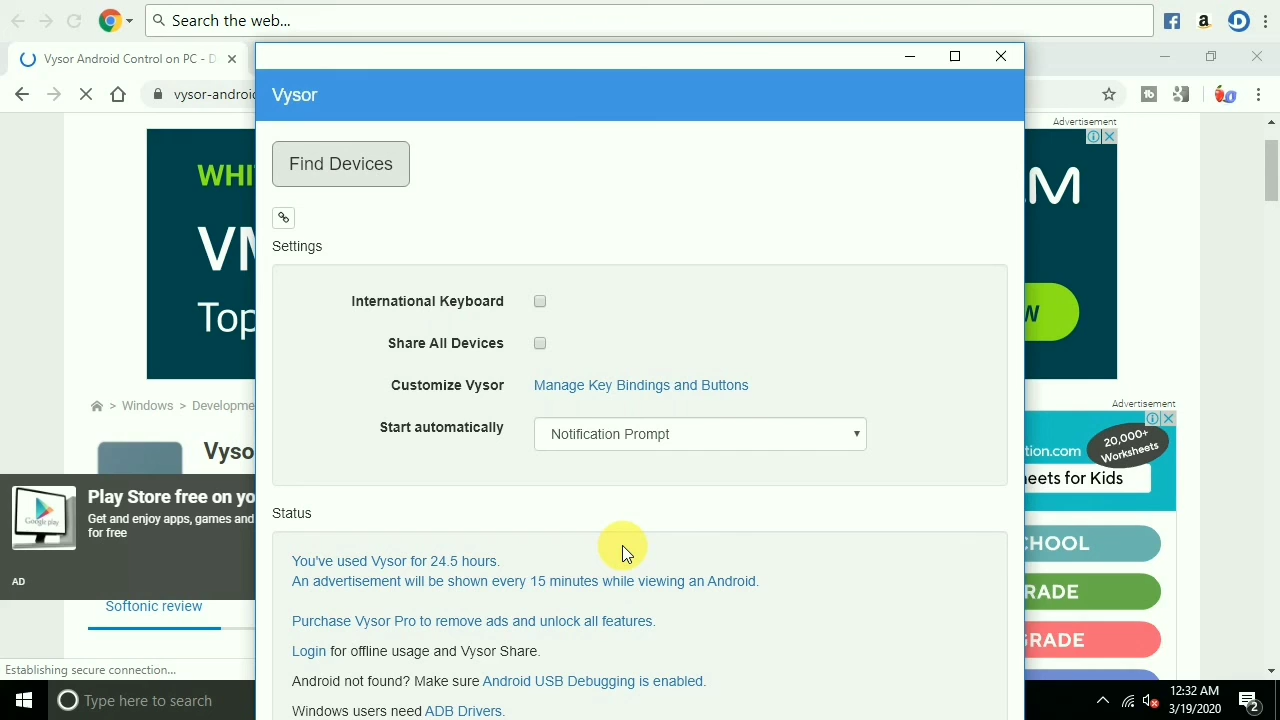 Search the web...
Vysor Android Control on PC - D
vysor-androi
Vysor
Advertisement
WHI
VM
Top
M
W
Find Devices
Settings
International Keyboard
Share All Devices
Customize Vysor Manage Key Bindings and Buttons
Start automatically Notification Prompt
> Windows > Developme
Vyso
Advertisement
tion.com
20,000+
Worksheets
eets for Kids
Play Store free on yo
Get and enjoy apps, games and
for free
Google play
AD
Status
You've used Vysor for 24.5 hours.
An advertisement will be shown every 15 minutes while viewing an Android.
Purchase Vysor Pro to remove ads and unlock all features.
Login for offline usage and Vysor Share.
Android not found? Make sure Android USB Debugging is enabled.
Windows users need ADB Drivers.
CHOOL
RADE
GRADE
Softonic review
Establishing secure connection...
Type here to search
12:32 AM
3/19/2020
2